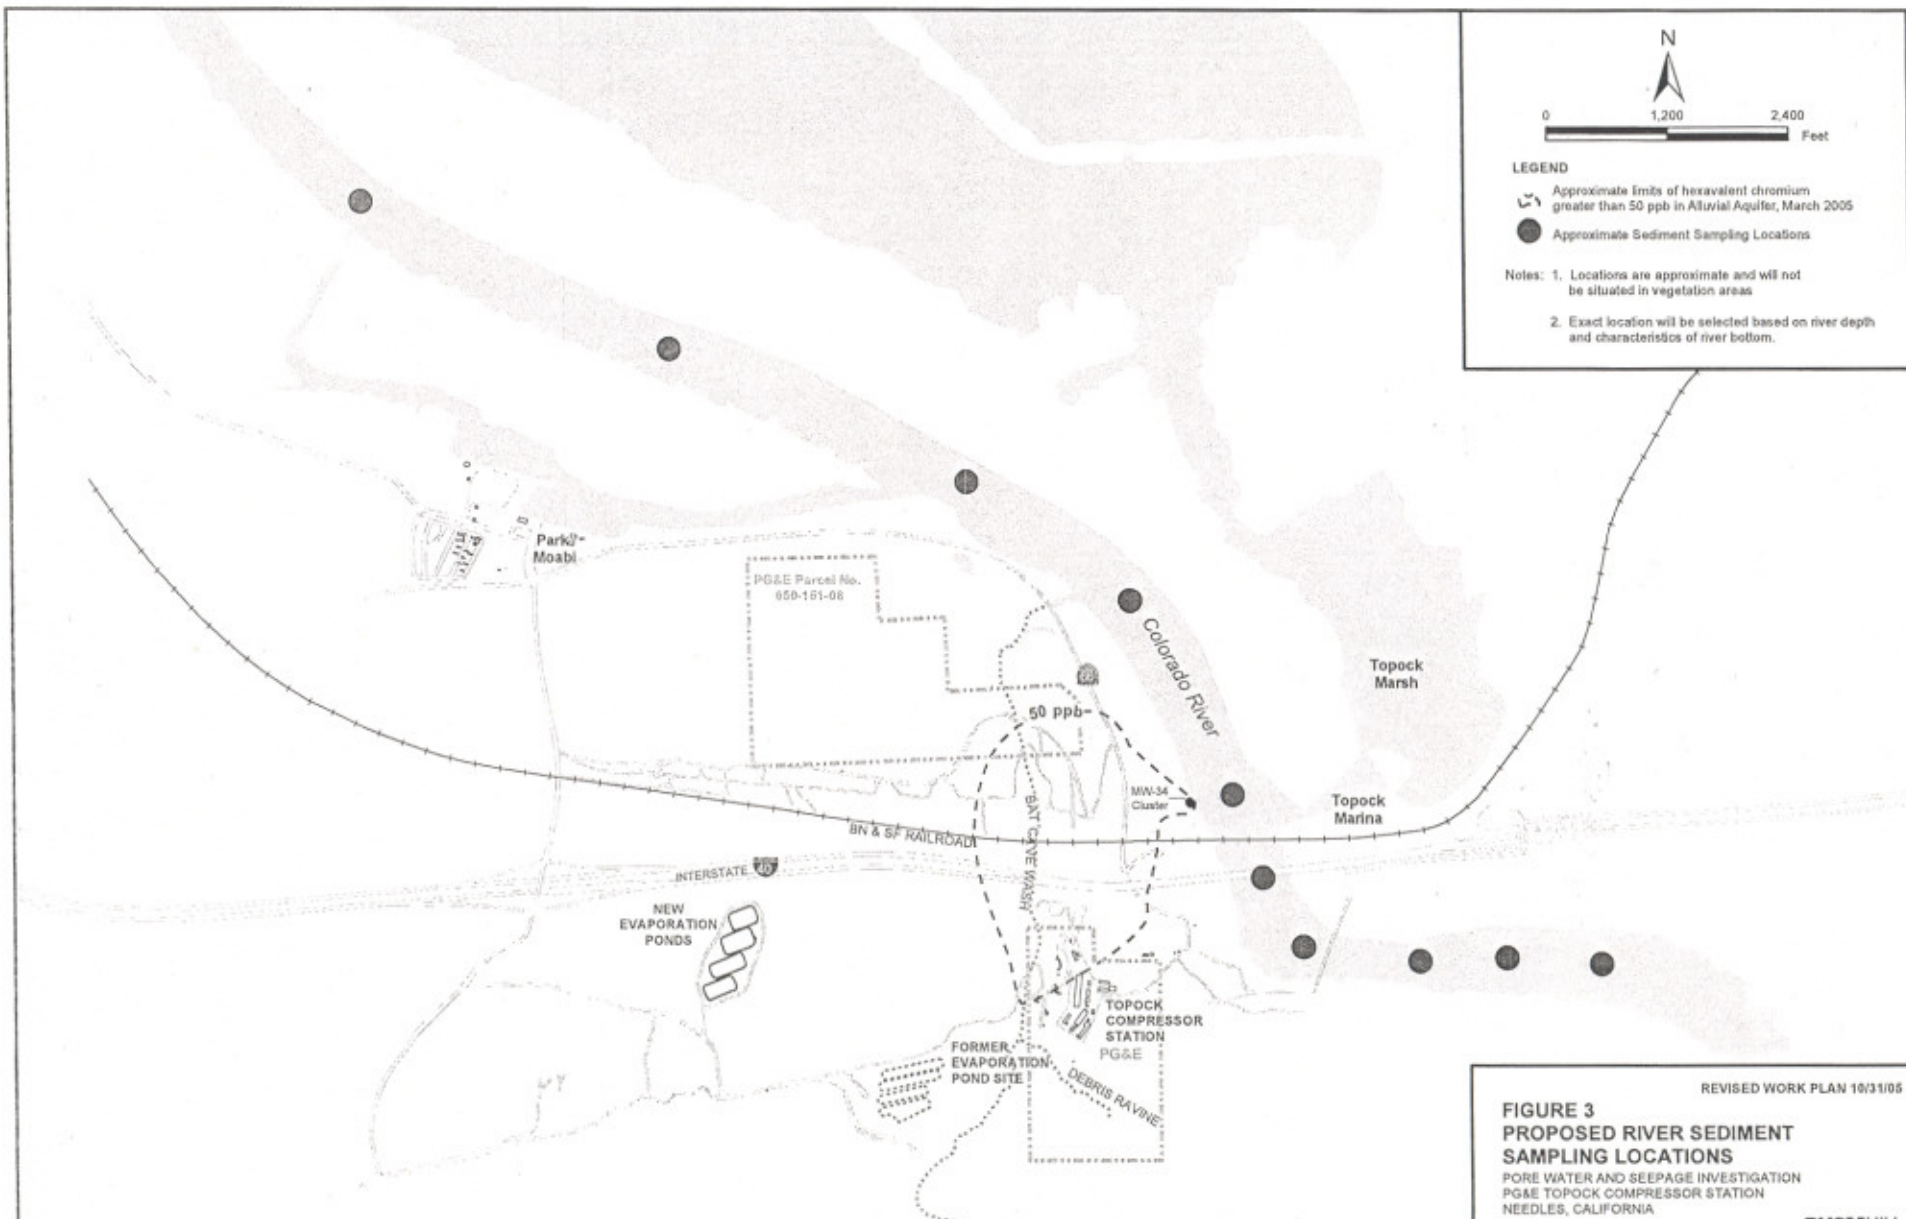 N
0 1,200 2,400
Feet
LEGEND
Approximate limits of hexavalent chromium
greater than 50 ppb in Alluvial Aquifer, March 2005
Approximate Sediment Sampling Locations
Notes: 1. Locations are approximate and will not
be situated in vegetation areas
2. Exact location will be selected based on river depth
and characteristics of river bottom.
Park
Moabi
PG&E Parcel No.
650-161-08
Colorado River
66
Topock
Marsh
50 ppb
MW-34
Cluster
Topock
Marina
BAT CAVE WASH
BN & SF RAILROAD
INTERSTATE
40
NEW
EVAPORATION
PONDS
TOPOCK
COMPRESSOR
STATION
PG&E
FORMER
EVAPORATION
POND SITE
DEBRIS RAVINE
REVISED WORK PLAN 10/31/05
FIGURE 3
PROPOSED RIVER SEDIMENT
SAMPLING LOCATIONS
PORE WATER AND SEEPAGE INVESTIGATION
PG&E TOPOCK COMPRESSOR STATION
NEEDLES, CALIFORNIA